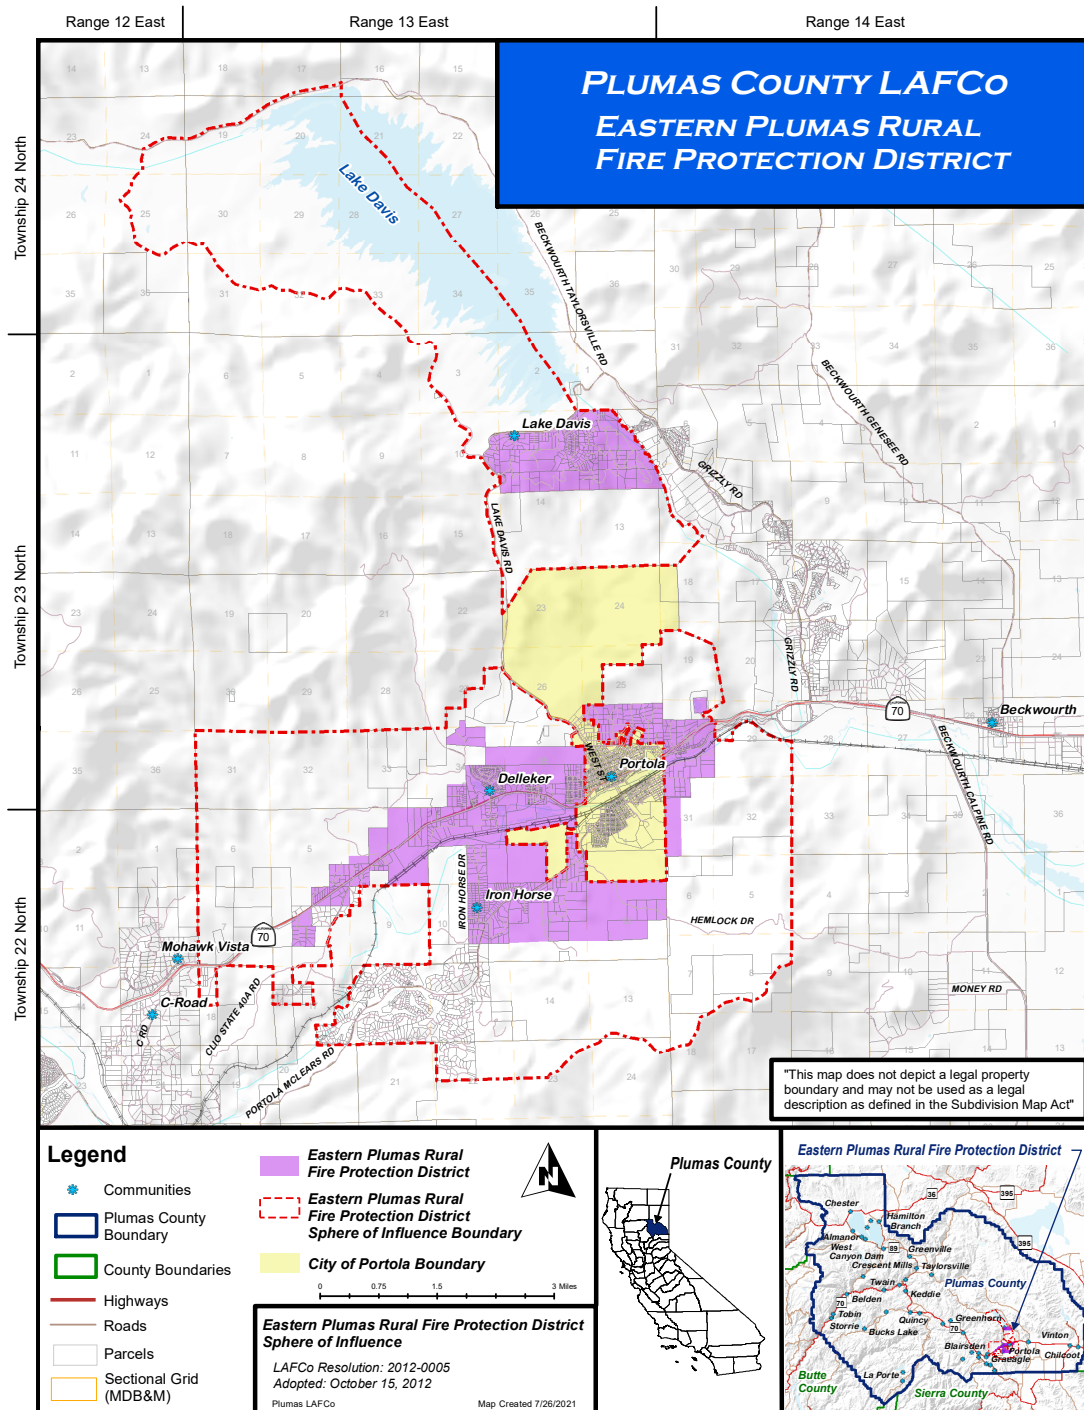 Range 12 East
Range 13 East
Range 14 East
Township 24 North
Township 23 North
Township 22 North
PLUMAS COUNTY LAFCO
EASTERN PLUMAS RURAL
FIRE PROTECTION DISTRICT
Lake Davis
BECKWOURTH TAYLORSVILLE RD
BECKWOURTH GENESEE RD
Lake Davis
GRIZZLY RD
LAKE DAVIS RD
GRIZZLY RD
CALIFORNIA
70
Beckwourth
BECKWOURTH CALPINE RD
WEST ST
Portola
Delleker
IRON HORSE DR
Iron Horse
HEMLOCK DR
CALIFORNIA
70
Mohawk Vista
C-Road
C RD
CLIO STATE 40A RD
PORTOLA MCLEARS RD
MONEY RD
"This map does not depict a legal property
boundary and may not be used as a legal
description as defined in the Subdivision Map Act"
Legend
Communities
Plumas County
Boundary
County Boundaries
Highways
Roads
Parcels
Sectional Grid
(MDB&M)
Eastern Plumas Rural
Fire Protection District
Eastern Plumas Rural
Fire Protection District
Sphere of Influence Boundary
City of Portola Boundary
N
0 0.75 1.5 3 Miles
Eastern Plumas Rural Fire Protection District
Sphere of Influence
LAFCo Resolution: 2012-0005
Adopted: October 15, 2012
Plumas LAFCo
Map Created 7/26/2021
Plumas County
Eastern Plumas Rural Fire Protection District
Chester
36
395
Hamilton
Branch
Almanor
West
Canyon Dam
89
Greenville
395
Crescent Mills
Taylorsville
Twain
Plumas County
Keddie
70
Belden
Tobin
Storrie
Quincy
Greenhorn
70
Bucks Lake
Vinton
Blairsden
Portola
Chilcoot
Graeagle
La Porte
Butte
County
Sierra County